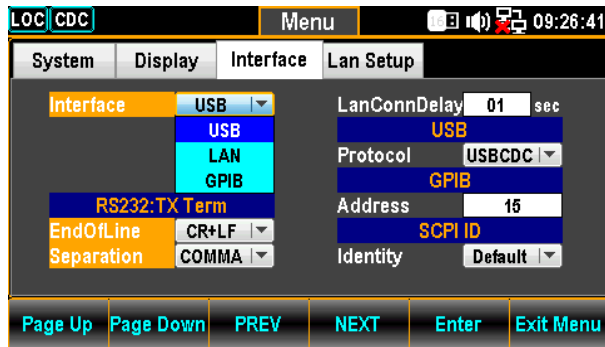 LOC CDC Menu 16 09:26:41
System Display Interface Lan Setup
Interface USB LanConnDelay 01 sec
USB USB
LAN Protocol USBCDC
GPIB GPIB
RS232:TX Term Address 15
SCPI ID
EndOfLine CR+LF
Separation COMMA Identity Default
Page Up Page Down PREV NEXT Enter Exit Menu